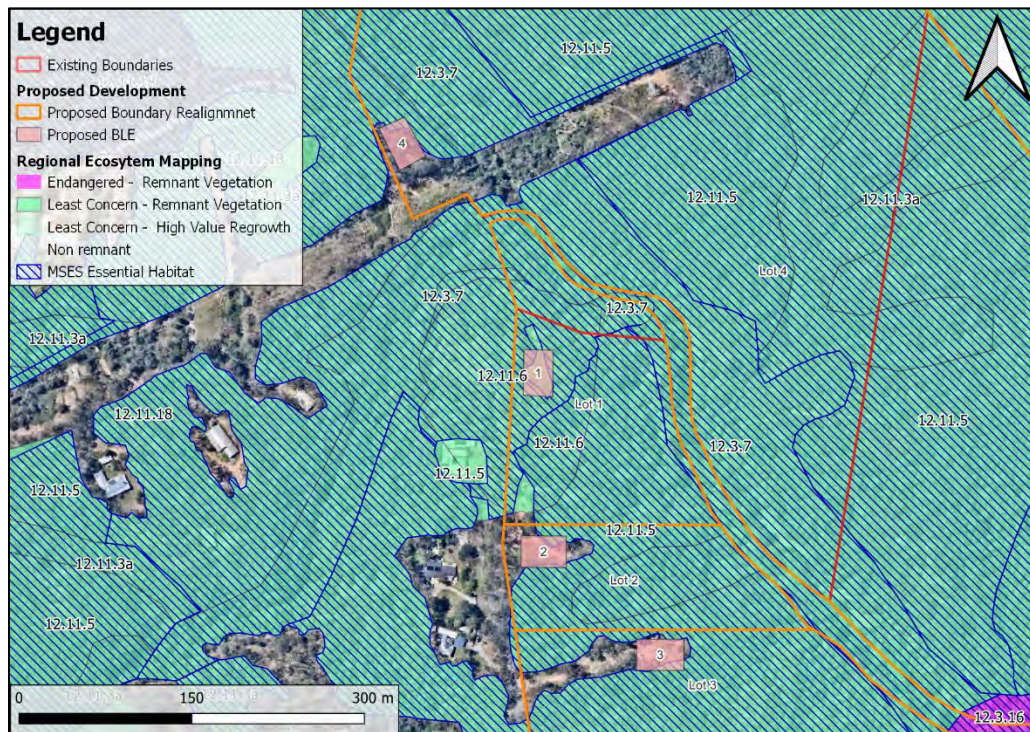 Legend
Existing Boundaries
Proposed Development
Proposed Boundary Realignmnet
Proposed BLE
Regional Ecosytem Mapping
Endangered - Remnant Vegetation
Least Concern - Remnant Vegetation
Least Concern - High Value Regrowth
Non remnant
MSES Essential Habitat
12.11.5
12.3.7
4
12.11.18
12.11.5
12.11.3a
Lot 4
12.3.7
12.3.7
12.11.3a
1
12.11.6
Lot 1
12.11.18
12.11.5
12.11.6
12.3.7
12.11.5
12.11.5
12.11.5
2
12.11.3a
Lot 2
12.11.5
3
Lot 3
0 150 300 m
12.3.16